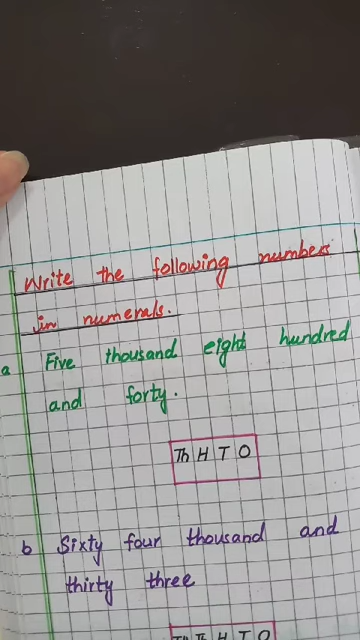 Write the following numbers
in numerals.
a Five thousand eight hundred
and forty.
Th H T O
b Sixty four thousand and
thirty three
T Th H T O